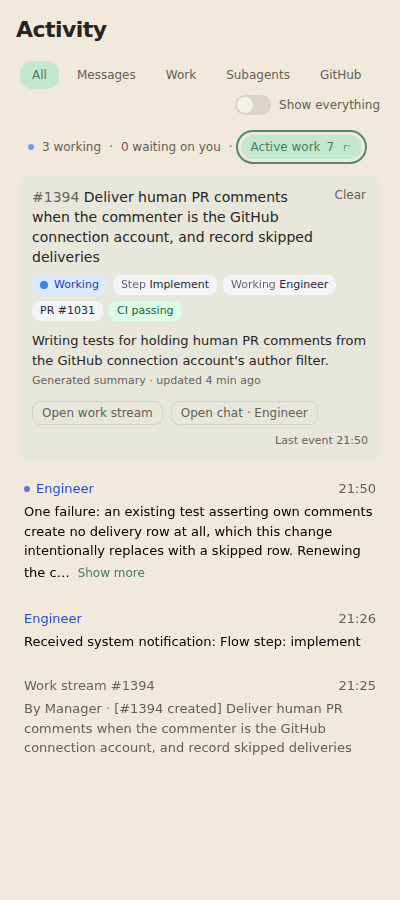 Activity
All Messages Work Subagents GitHub
Show everything
3 working · 0 waiting on you · Active work 7
#1394 Deliver human PR comments Clear
when the commenter is the GitHub
connection account, and record skipped
deliveries
Working Step Implement Working Engineer
PR #1031 CI passing
Writing tests for holding human PR comments from
the GitHub connection account's author filter.
Generated summary · updated 4 min ago
Open work stream Open chat · Engineer
Last event 21:50
Engineer 21:50
One failure: an existing test asserting own comments
create no delivery row at all, which this change
intentionally replaces with a skipped row. Renewing
the c… Show more
Engineer 21:26
Received system notification: Flow step: implement
Work stream #1394 21:25
By Manager · [#1394 created] Deliver human PR
comments when the commenter is the GitHub
connection account, and record skipped deliveries